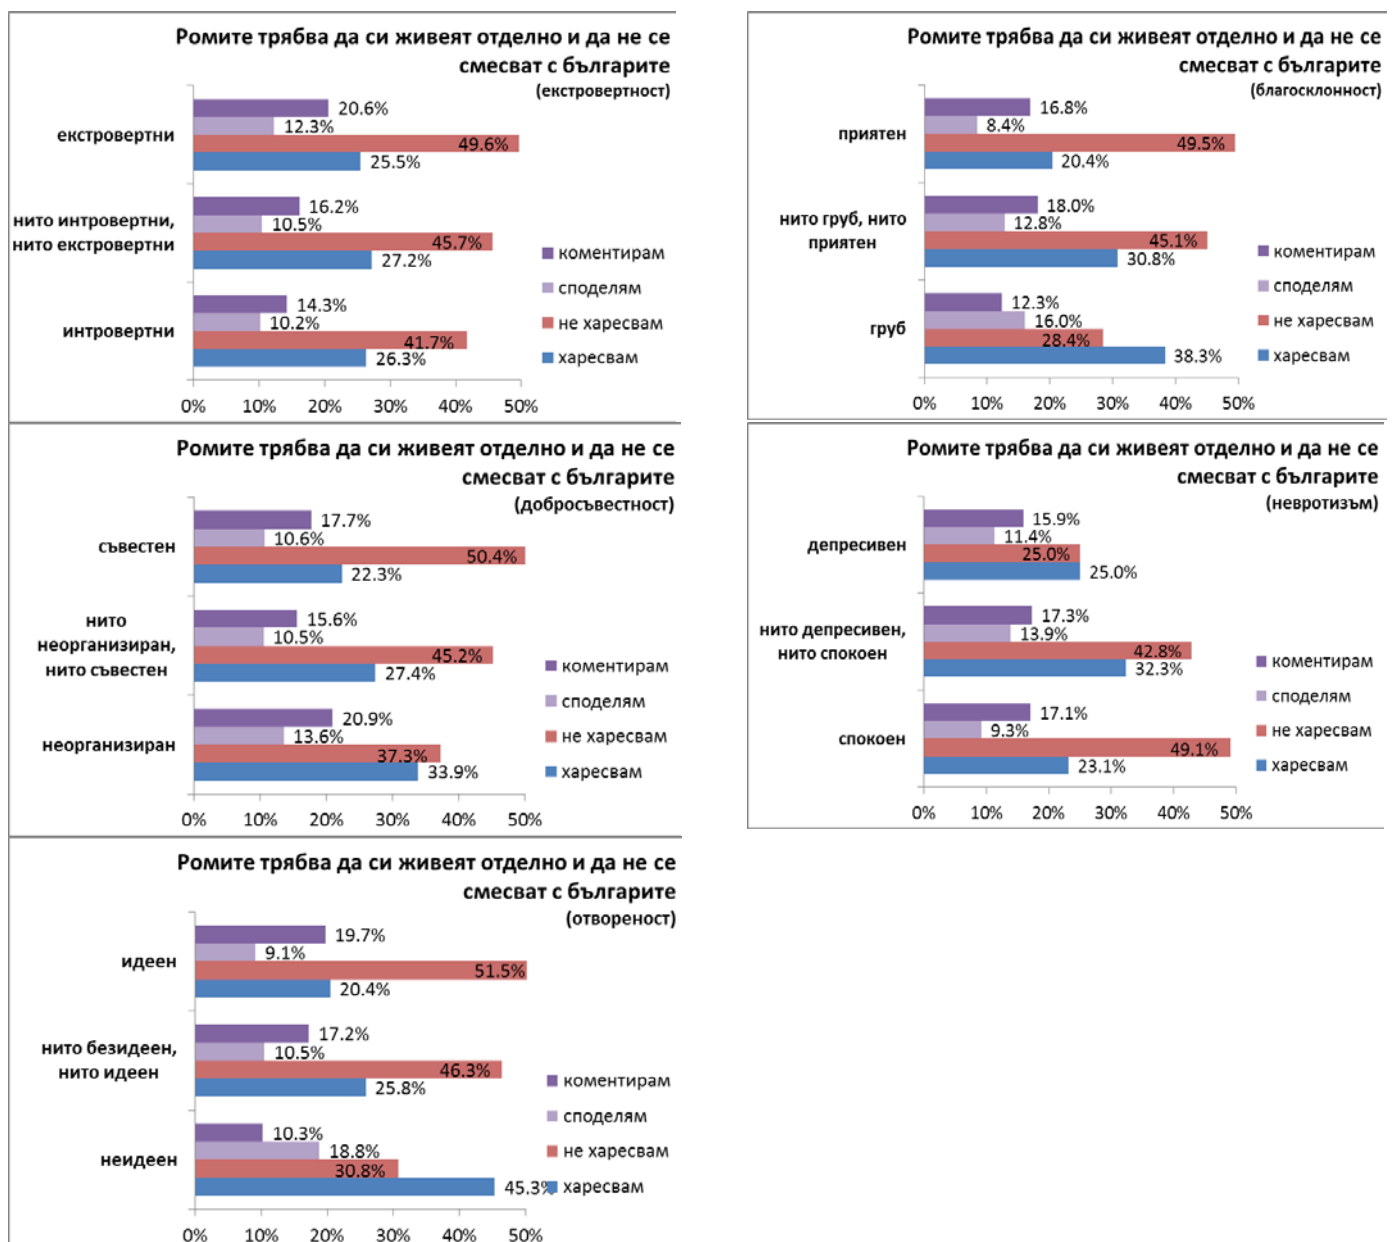 Ромите трябва да си живеят отделно и да не се
смесват с българите
(екстровертност)
екстровертни
20.6%
12.3%
49.6%
25.5%
нито интровертни,
нито екстровертни
16.2%
10.5%
45.7%
27.2%
интровертни
14.3%
10.2%
41.7%
26.3%
коментирам
споделям
не харесвам
харесвам
0% 10% 20% 30% 40% 50%
Ромите трябва да си живеят отделно и да не се
смесват с българите
(благосклонност)
приятен
16.8%
8.4%
49.5%
20.4%
нито груб, нито
приятен
18.0%
12.8%
45.1%
30.8%
груб
12.3%
16.0%
28.4%
38.3%
коментирам
споделям
не харесвам
харесвам
0% 10% 20% 30% 40% 50%
Ромите трябва да си живеят отделно и да не се
смесват с българите
(добросъвестност)
съвестен
17.7%
10.6%
50.4%
22.3%
нито
неорганизиран,
нито съвестен
15.6%
10.5%
45.2%
27.4%
неорганизиран
20.9%
13.6%
37.3%
33.9%
коментирам
споделям
не харесвам
харесвам
0% 10% 20% 30% 40% 50%
Ромите трябва да си живеят отделно и да не се
смесват с българите
(невротизъм)
депресивен
15.9%
11.4%
25.0%
25.0%
нито депресивен,
нито спокоен
17.3%
13.9%
42.8%
32.3%
спокоен
17.1%
9.3%
49.1%
23.1%
коментирам
споделям
не харесвам
харесвам
0% 10% 20% 30% 40% 50%
Ромите трябва да си живеят отделно и да не се
смесват с българите
(отвореност)
идеен
19.7%
9.1%
51.5%
20.4%
нито безидеен,
нито идеен
17.2%
10.5%
46.3%
25.8%
неидеен
10.3%
18.8%
30.8%
45.3%
коментирам
споделям
не харесвам
харесвам
0% 10% 20% 30% 40% 50%